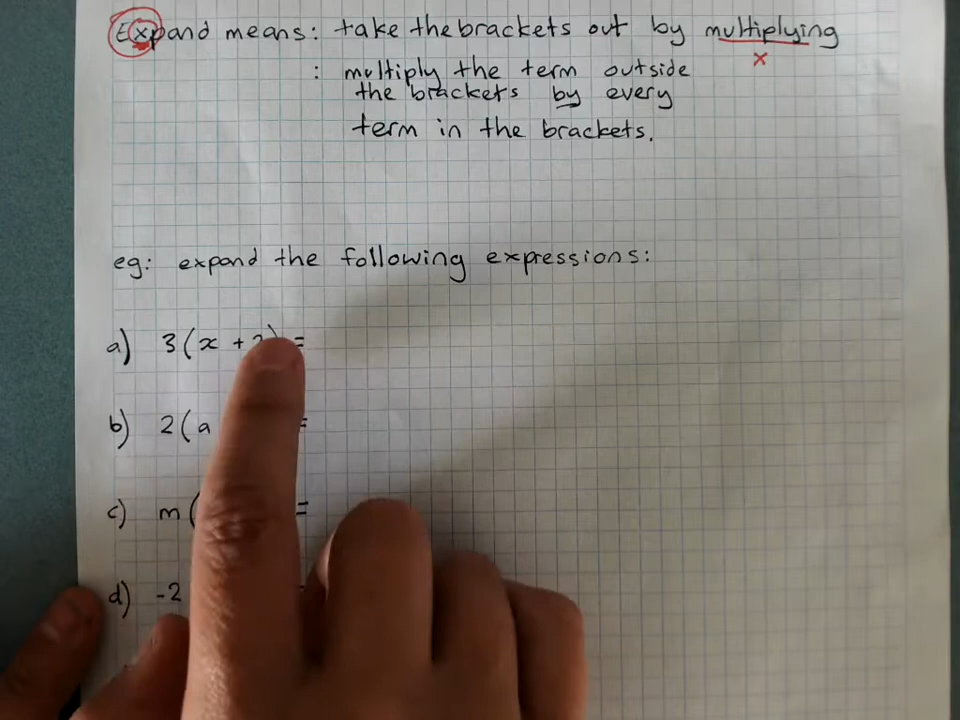 Expand means: take the brackets out by multiplying
×
: multiply the term outside
the brackets by every
term in the brackets.
eg: expand the following expressions:
a) 3(x + ) =
b) 2(a =
c) m( =
d) -2